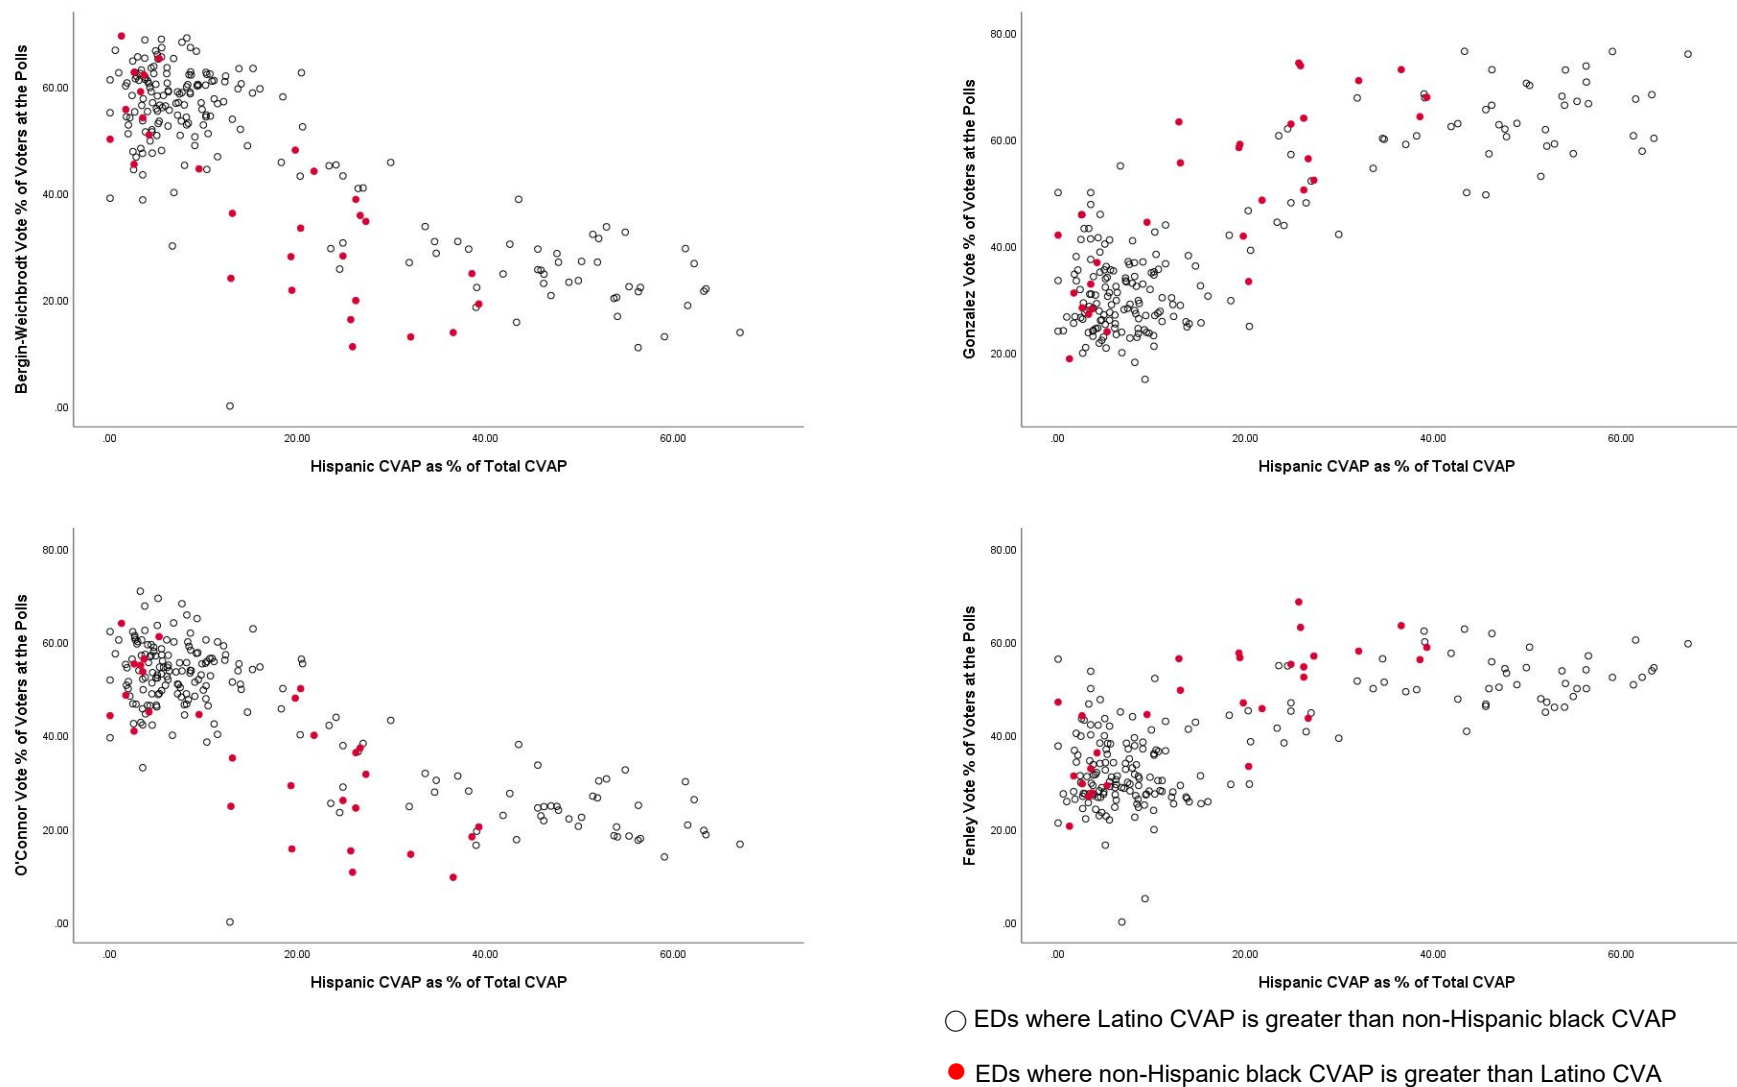 Bergin-Weichbrodt Vote % of Voters at the Polls
60.00
40.00
20.00
.00
.00 20.00 40.00 60.00
Hispanic CVAP as % of Total CVAP
Gonzalez Vote % of Voters at the Polls
80.00
60.00
40.00
20.00
.00 20.00 40.00 60.00
Hispanic CVAP as % of Total CVAP
O'Connor Vote % of Voters at the Polls
80.00
60.00
40.00
20.00
.00
.00 20.00 40.00 60.00
Hispanic CVAP as % of Total CVAP
Fenley Vote % of Voters at the Polls
80.00
60.00
40.00
20.00
.00
.00 20.00 40.00 60.00
Hispanic CVAP as % of Total CVAP
EDs where Latino CVAP is greater than non-Hispanic black CVAP
EDs where non-Hispanic black CVAP is greater than Latino CVA